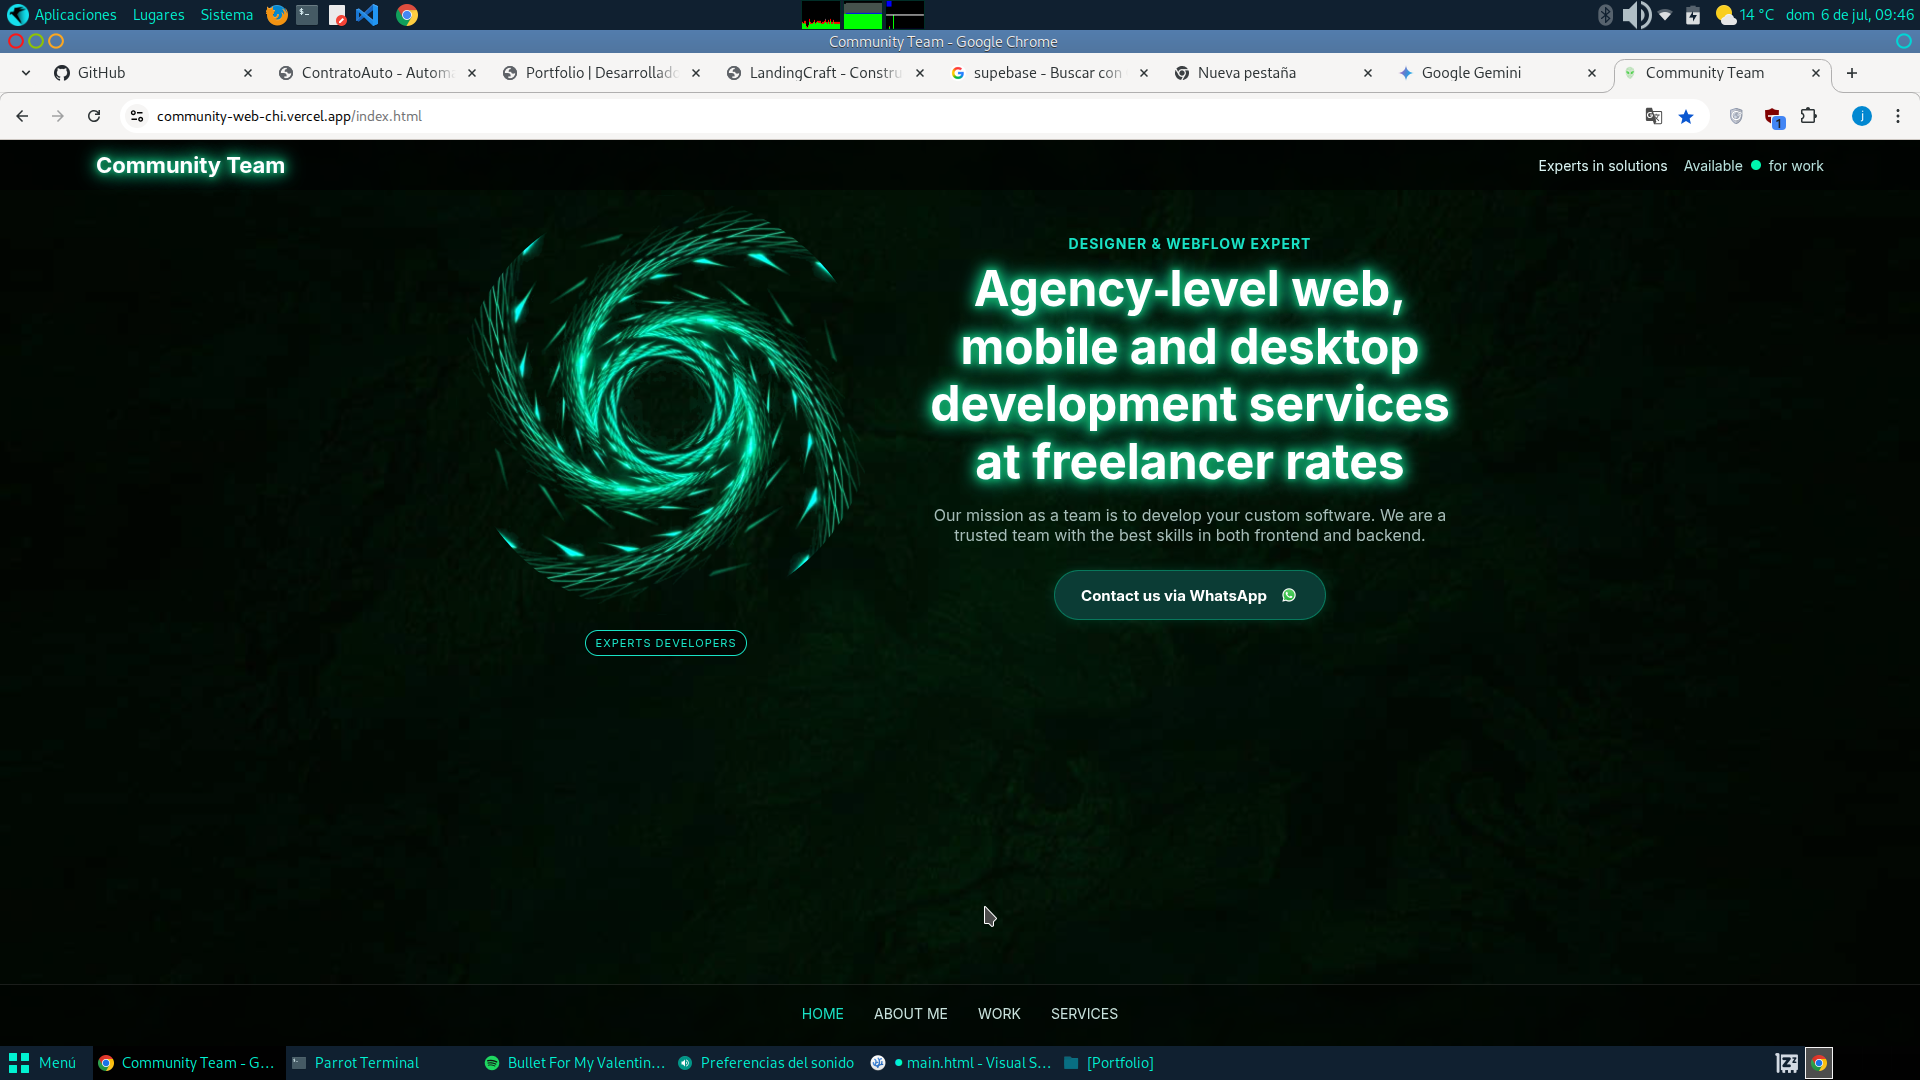 Aplicaciones Lugares Sistema
14 °C dom 6 de jul, 09:46
Community Team - Google Chrome
GitHub
ContratoAuto - Autom
Portfolio | Desarrollado
LandingCraft - Constru
supebase - Buscar con
Nueva pestaña
Google Gemini
Community Team
community-web-chi.vercel.app/index.html
1
j
Community Team
Experts in solutions
Available for work
DESIGNER & WEBFLOW EXPERT
Agency-level web,
mobile and desktop
development services
at freelancer rates
Our mission as a team is to develop your custom software. We are a
trusted team with the best skills in both frontend and backend.
Contact us via WhatsApp
EXPERTS DEVELOPERS
HOME ABOUT ME WORK SERVICES
Menú
Community Team - G...
Parrot Terminal
Bullet For My Valentin...
Preferencias del sonido
main.html - Visual S...
[Portfolio]